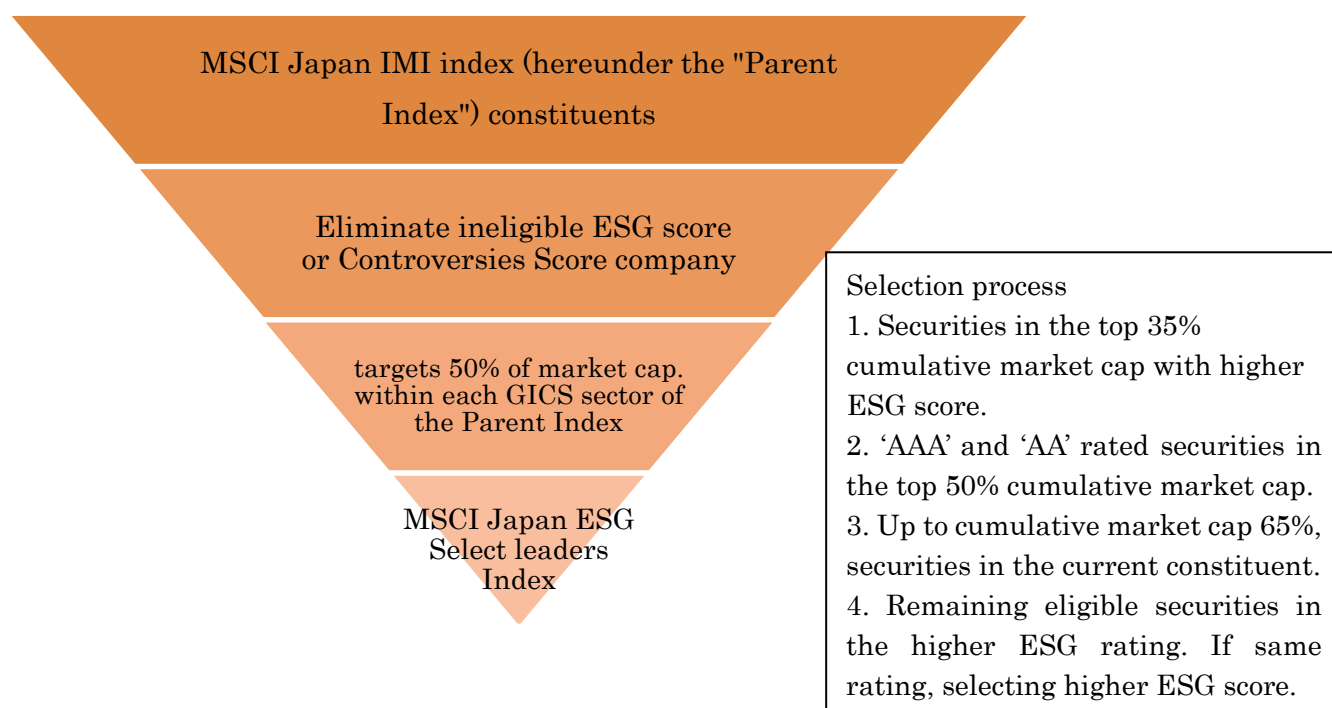 MSCI Japan IMI index (hereunder the "Parent
Index") constituents
Eliminate ineligible ESG score
or Controversies Score company
targets 50% of market cap.
within each GICS sector of
the Parent Index
MSCI Japan ESG
Select leaders
Index
Selection process
1. Securities in the top 35%
cumulative market cap with higher
ESG score.
2. ‘AAA’ and ‘AA’ rated securities in
the top 50% cumulative market cap.
3. Up to cumulative market cap 65%,
securities in the current constituent.
4. Remaining eligible securities in
the higher ESG rating. If same
rating, selecting higher ESG score.